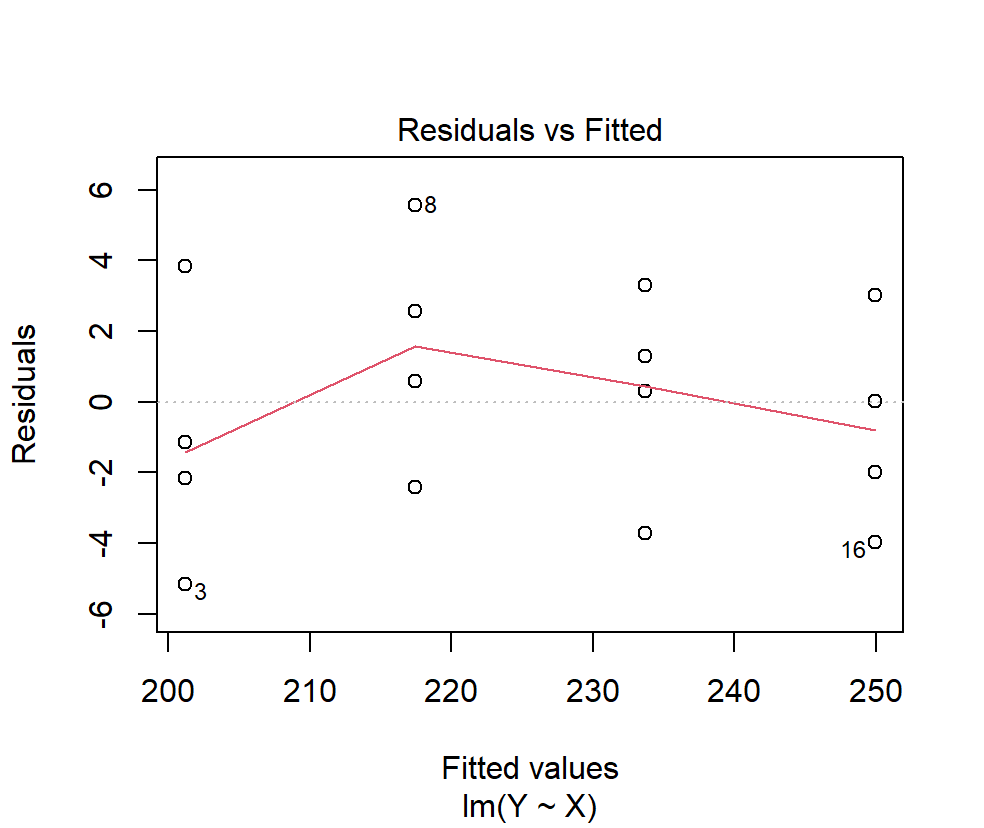 Residuals vs Fitted
6
4
2
0
-2
-4
-6
Residuals
8
3
16
200 210 220 230 240 250
Fitted values
lm(Y ~ X)